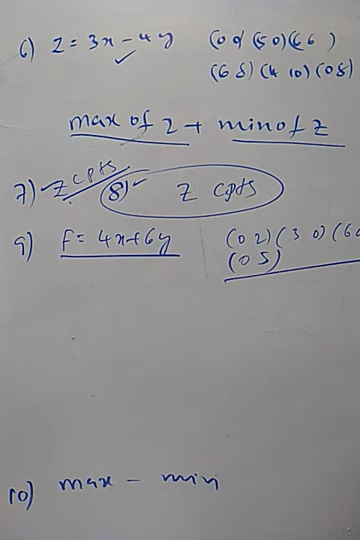 6) Z = 3x - 4y (0 0) (5 0) (6 6 )
(6 8) (4 10) (0 8)
max of Z + min of Z
7) Z cpts 8) Z cpts
9) F = 4x+6y (0 2) (3 0) (6 0
(0 5)
10) max - min